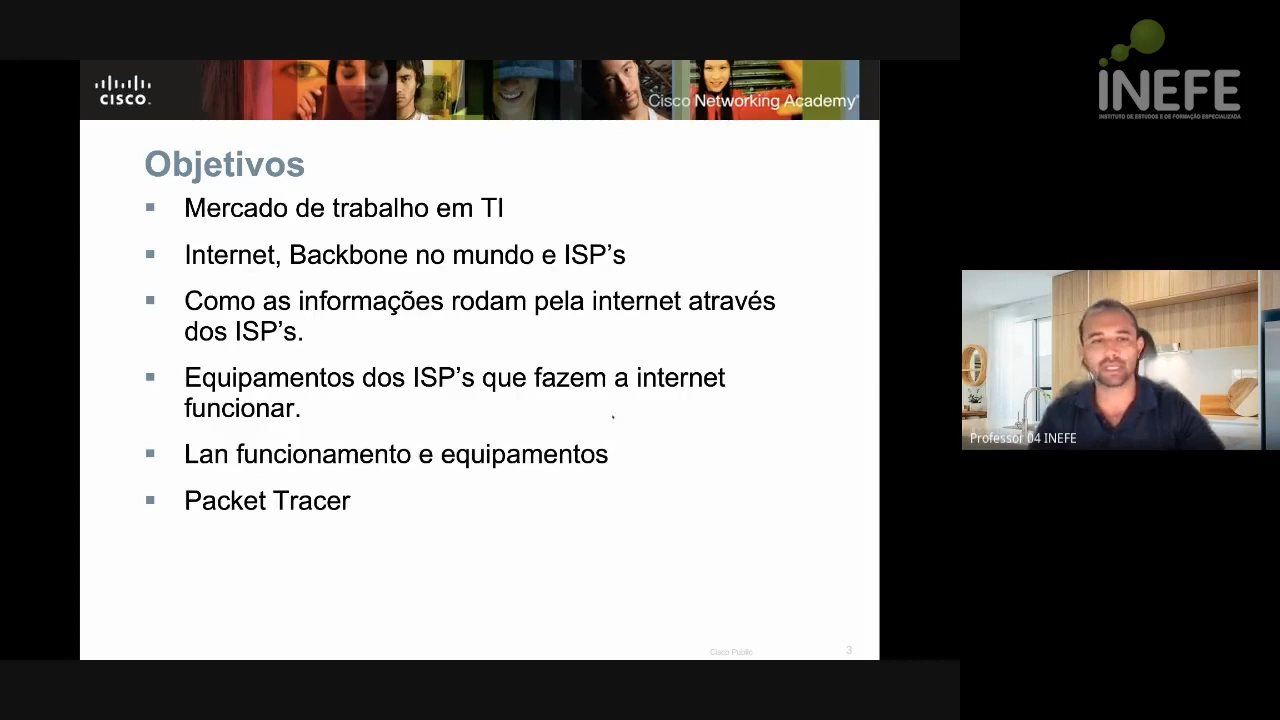 CISCO
Cisco Networking Academy
INEFE
INSTITUTO DE ESTUDOS E DE FORMAÇÃO ESPECIALIZADA
Objetivos
Mercado de trabalho em TI
Internet, Backbone no mundo e ISP’s
Como as informações rodam pela internet através
dos ISP’s.
Equipamentos dos ISP’s que fazem a internet
funcionar.
Lan funcionamento e equipamentos
Packet Tracer
Professor 04 INEFE
Cisco Public
3